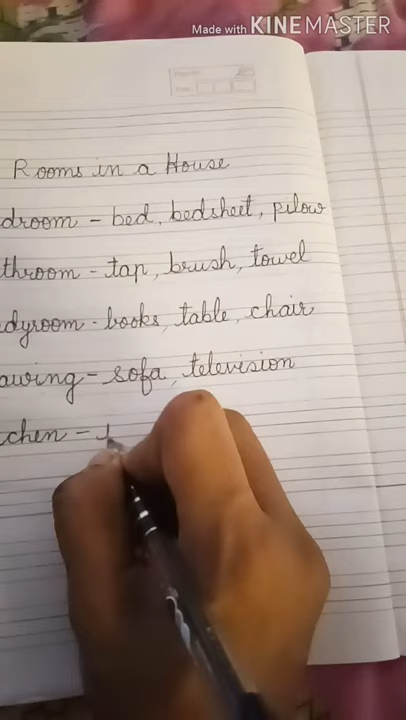 Made with KINEMASTER
Rooms in a House
droom - bed, bedsheet, pilow
throom - tap, brush, towel
dyroom - books, table, chair
awing - sofa, television
chen -